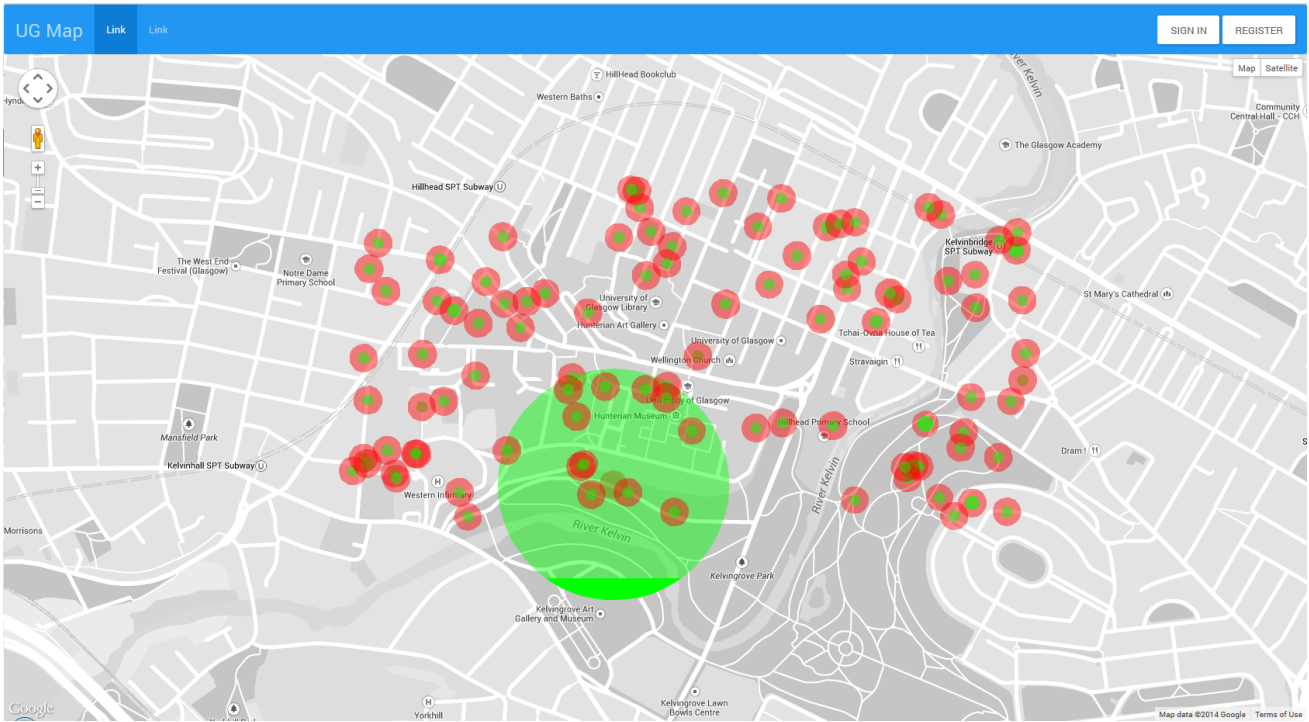 UG Map
Link
Link
SIGN IN
REGISTER
Map
Satellite
HillHead Bookclub
River Kelvin
Western Baths
Community
Central Hall - CCH
The Glasgow Academy
Hillhead SPT Subway
Kelvinbridge
SPT Subway
The West End
Festival (Glasgow)
Notre Dame
Primary School
St Mary's Cathedral
University of
Glasgow Library
Hunterian Art Gallery
University of Glasgow
Tchai-Ovna House of Tea
Wellington Church
Stravaigin
University of Glasgow
Hunterian Museum
Hillhead Primary School
Mansfield Park
Dram !
Kelvinhall SPT Subway
Western Infirmary
River Kelvin
Morrisons
River Kelvin
Kelvingrove Park
Kelvingrove Art
Gallery and Museum
Kelvingrove Lawn
Bowls Centre
Google
Yorkhill
Map data ©2014 Google
Terms of Use